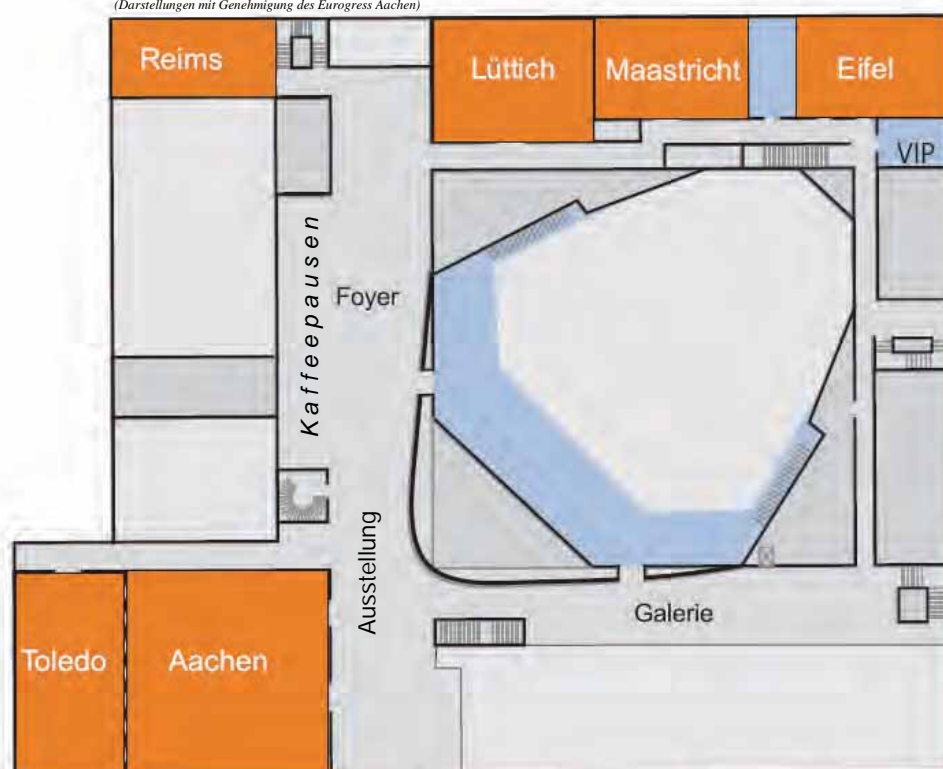 (Darstellungen mit Genehmigung des Eurogress Aachen)
Reims
Lüttich
Maastricht
Eifel
VIP
Kaffeepausen
Foyer
Ausstellung
Galerie
Toledo
Aachen